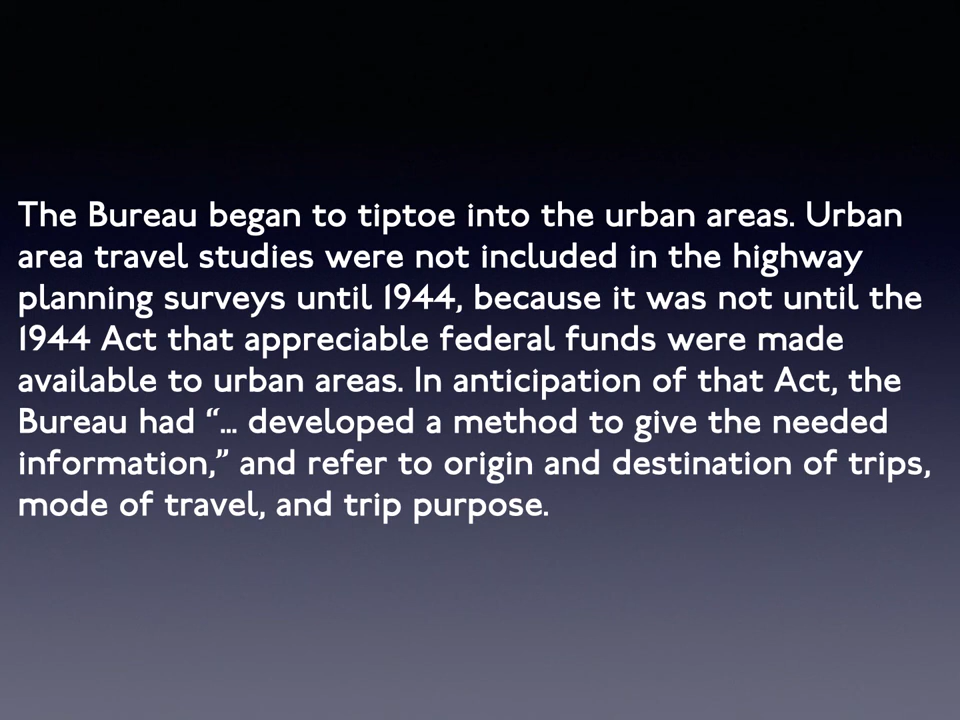 The Bureau began to tiptoe into the urban areas. Urban
area travel studies were not included in the highway
planning surveys until 1944, because it was not until the
1944 Act that appreciable federal funds were made
available to urban areas. In anticipation of that Act, the
Bureau had “... developed a method to give the needed
information,” and refer to origin and destination of trips,
mode of travel, and trip purpose.